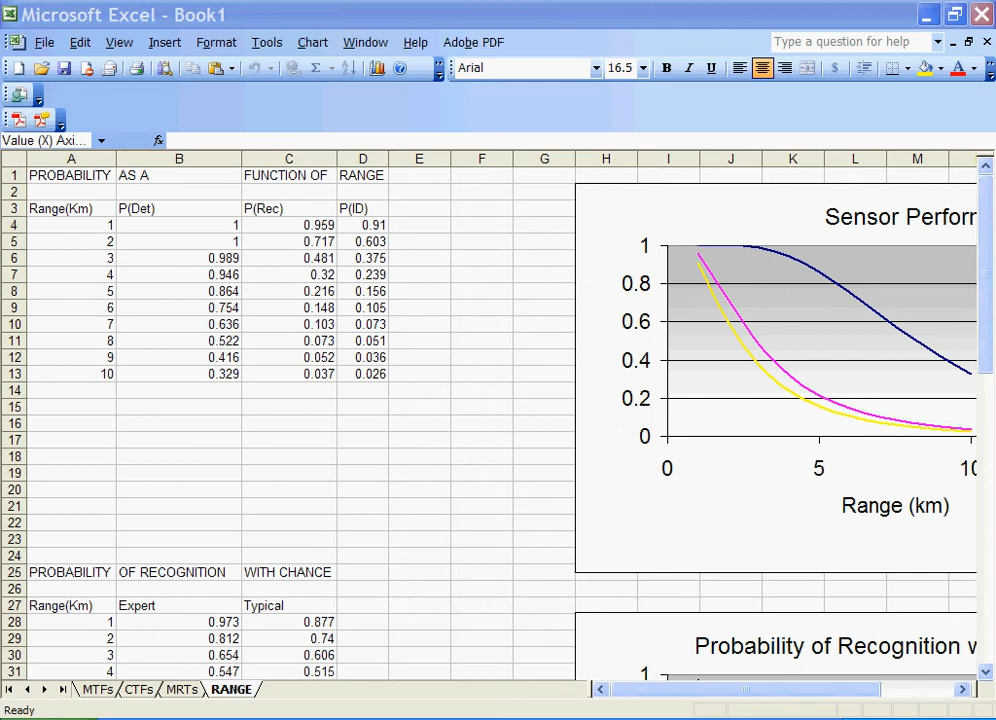 Microsoft Excel - Book1
File Edit View Insert Format Tools Chart Window Help Adobe PDF
Type a question for help
Arial 16.5 B I U $ A
Value (X) Axi... fx
A B C D E F G H I J K L M
1 PROBABILITY AS A FUNCTION OF RANGE
2
3 Range(Km) P(Det) P(Rec) P(ID)
4 1 1 0.959 0.91
5 2 1 0.717 0.603
6 3 0.989 0.481 0.375
7 4 0.946 0.32 0.239
8 5 0.864 0.216 0.156
9 6 0.754 0.148 0.105
10 7 0.636 0.103 0.073
11 8 0.522 0.073 0.051
12 9 0.416 0.052 0.036
13 10 0.329 0.037 0.026
14
15
16
17
18
19
20
21
22
23
24
25 PROBABILITY OF RECOGNITION WITH CHANCE
26
27 Range(Km) Expert Typical
28 1 0.973 0.877
29 2 0.812 0.74
30 3 0.654 0.606
31 4 0.547 0.515
Sensor Perforr
1
0.8
0.6
0.4
0.2
0
0 5 10
Range (km)
Probability of Recognition w
1
MTFs CTFs MRTs RANGE
Ready